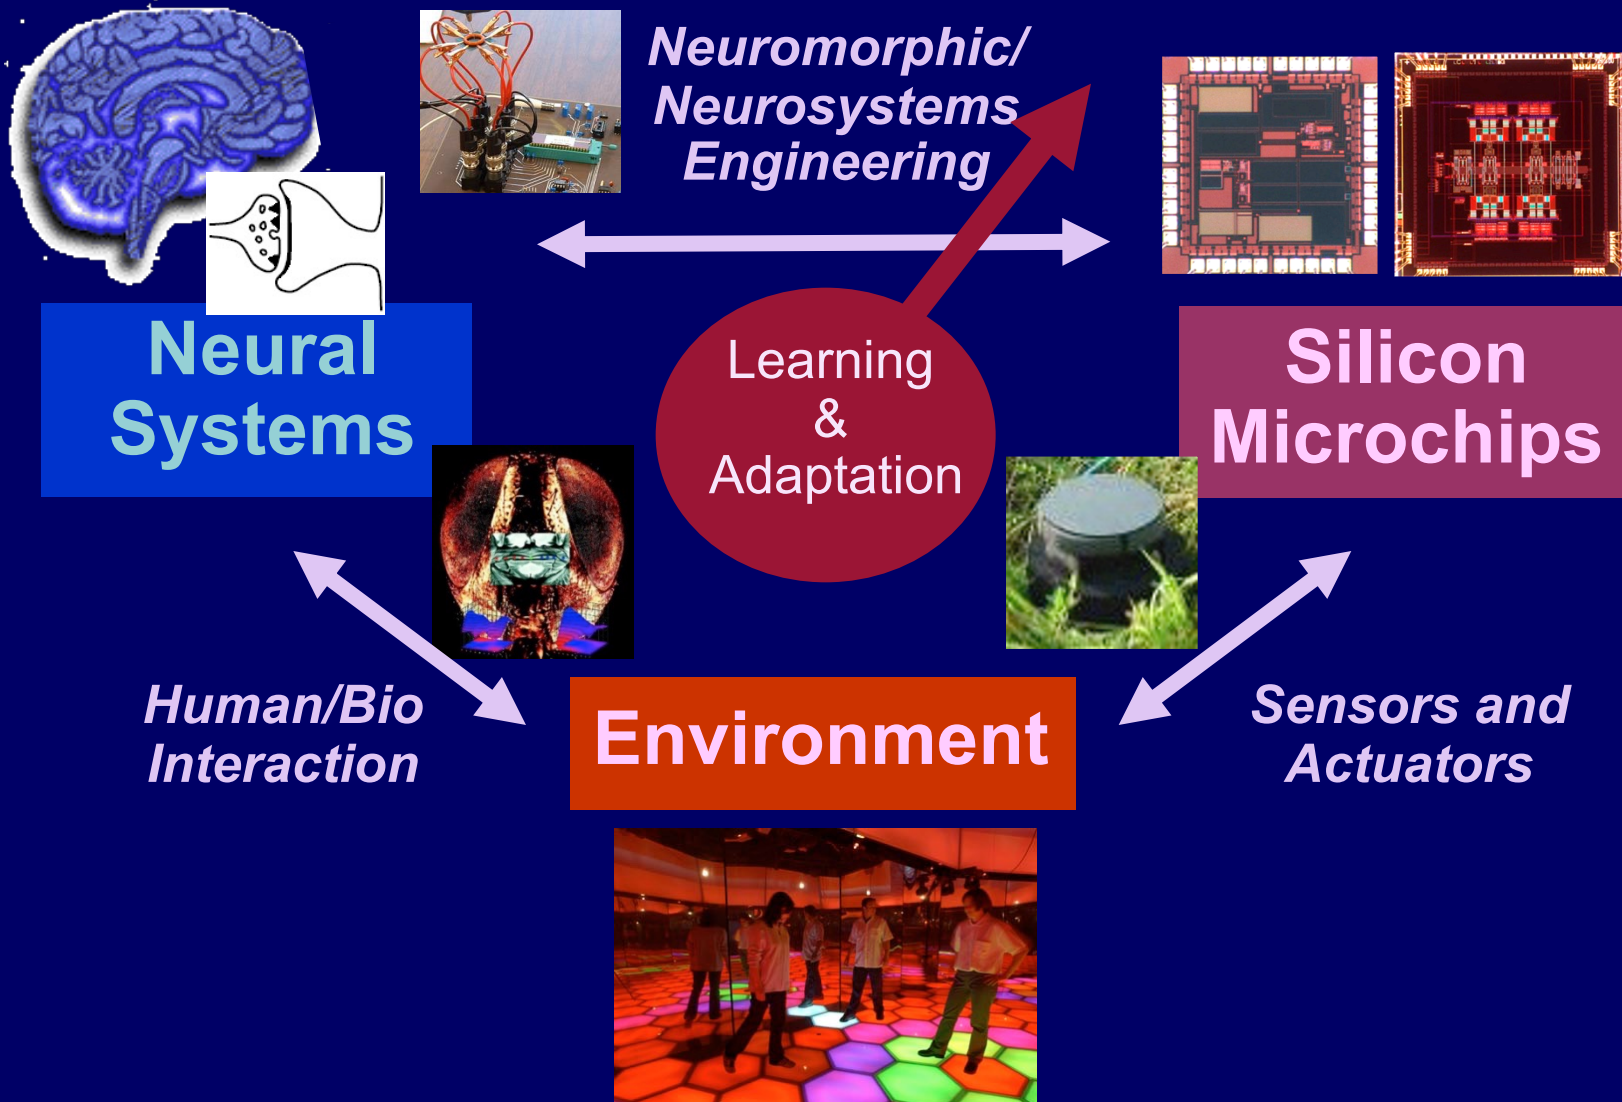 Neuromorphic/
Neurosystems
Engineering
Neural
Systems
Learning
&
Adaptation
Silicon
Microchips
Human/Bio
Interaction
Environment
Sensors and
Actuators